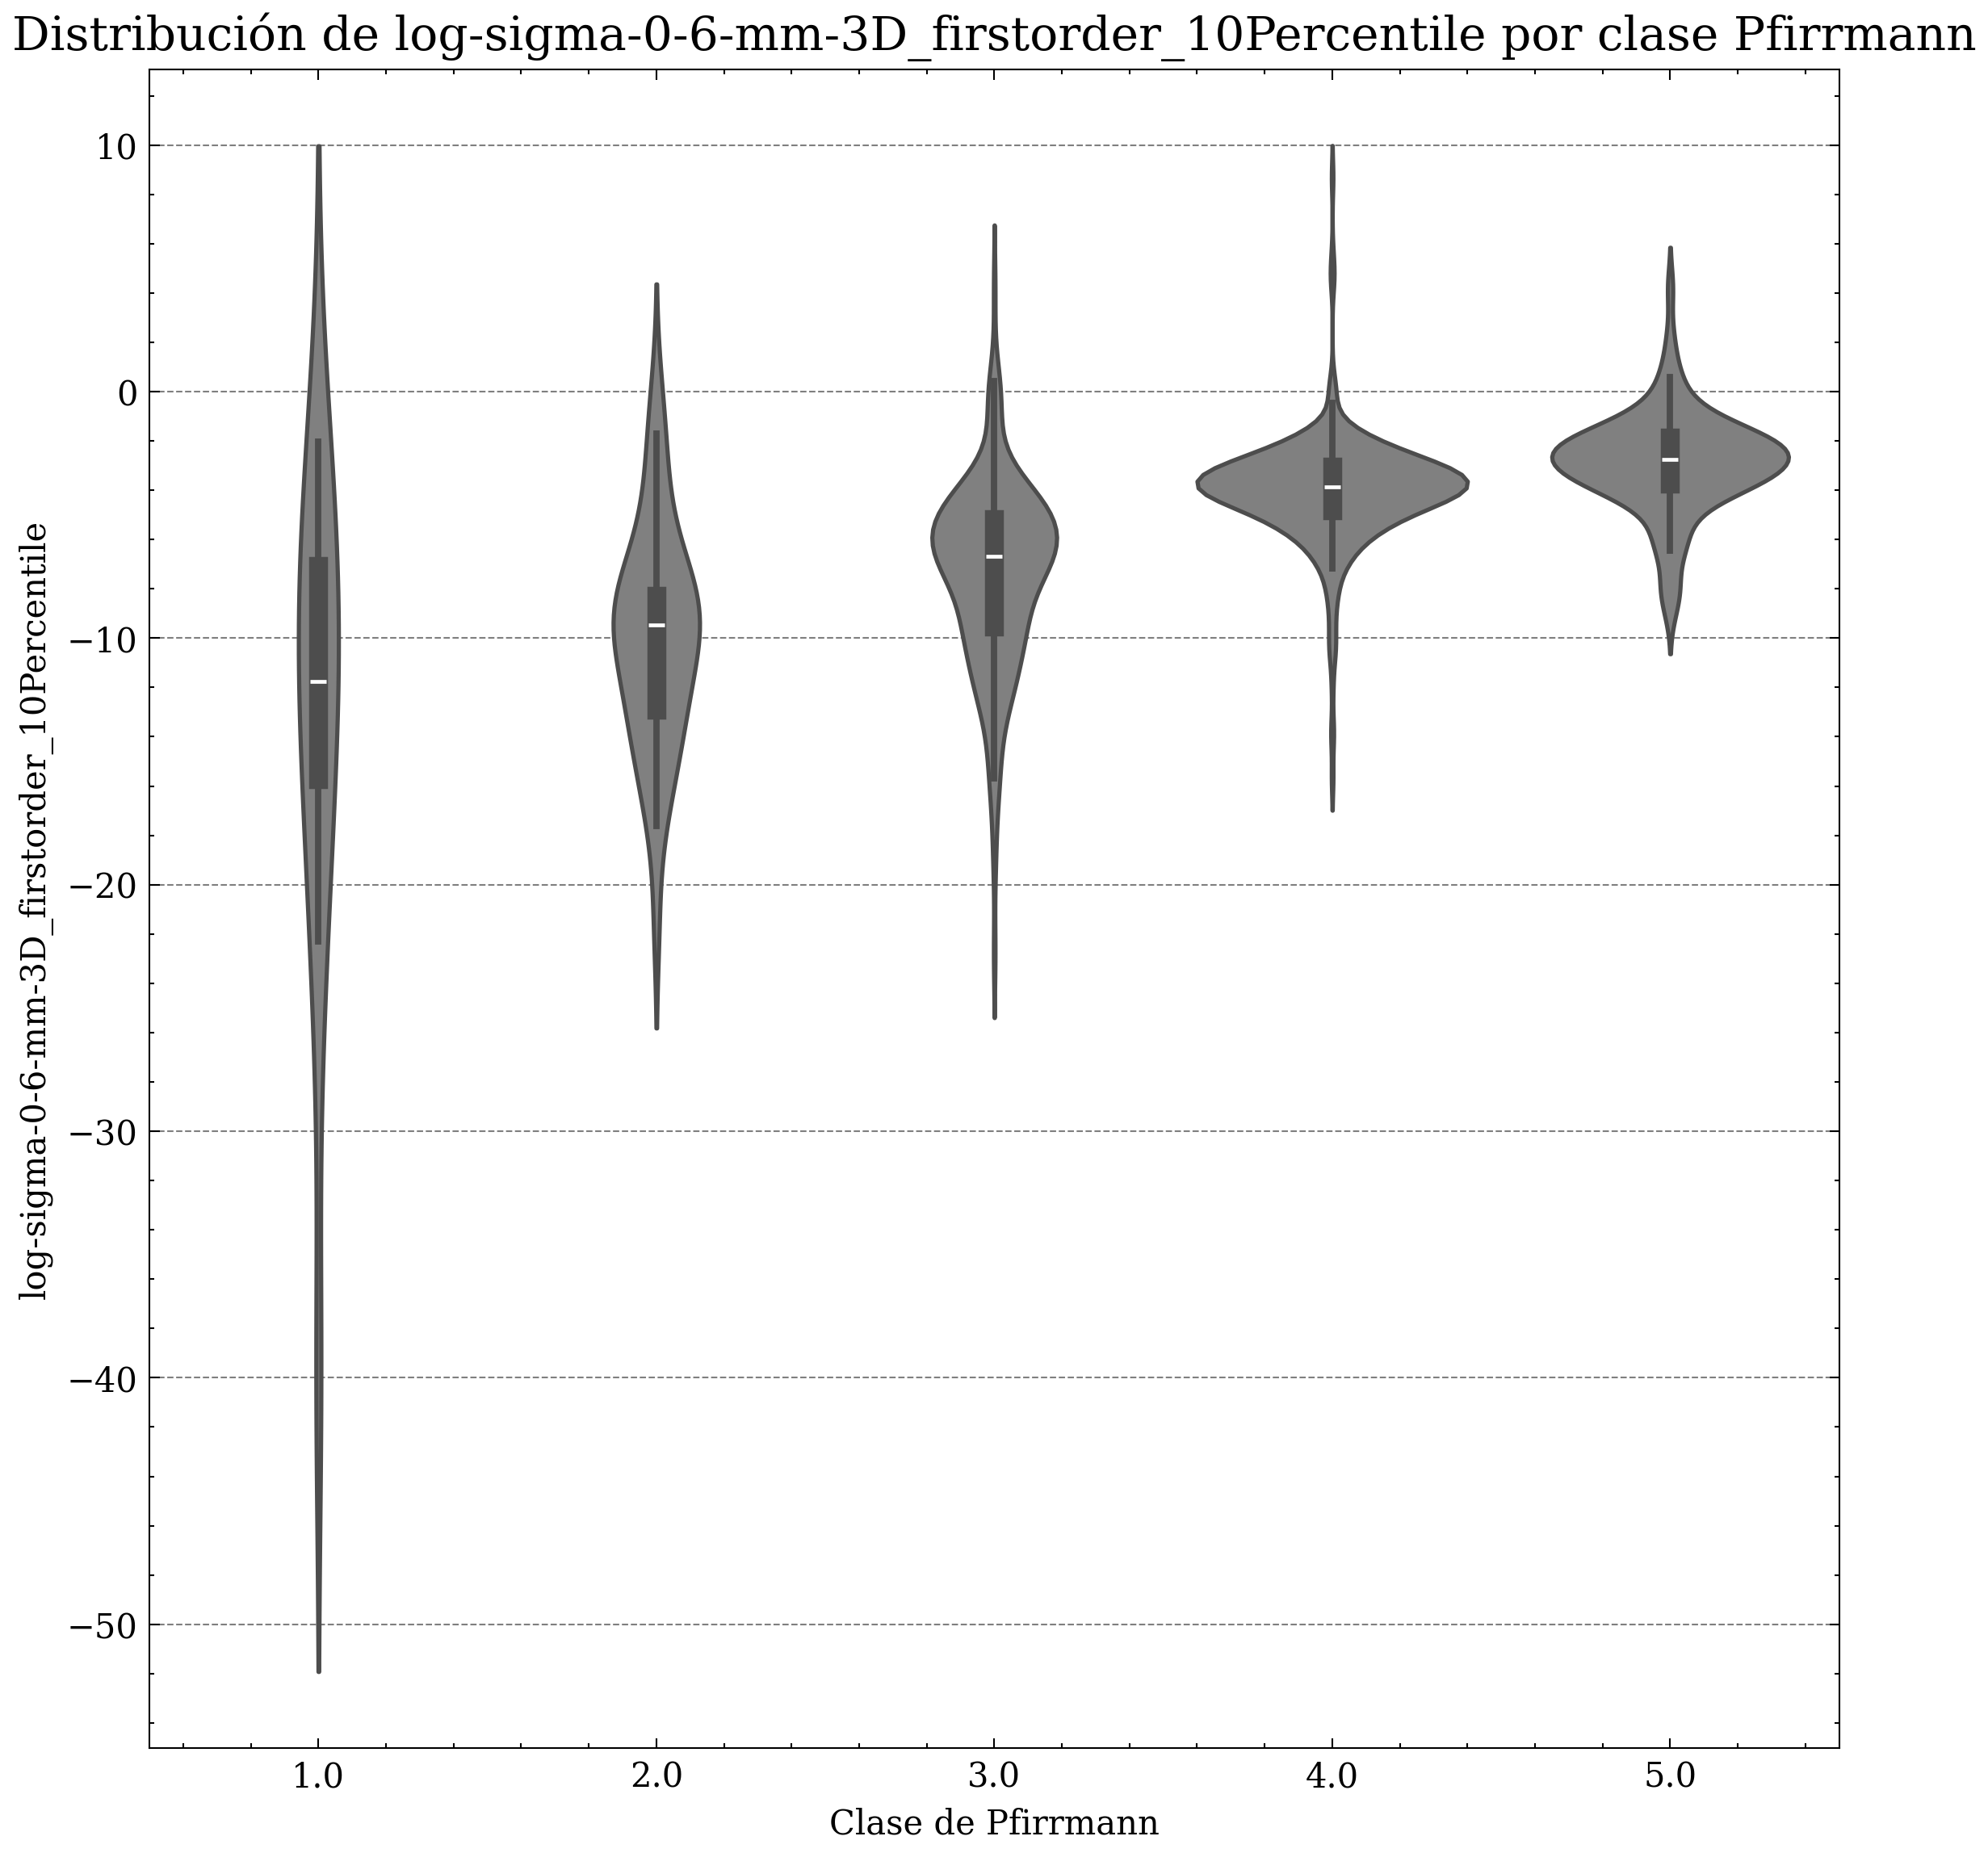 Distribución de log-sigma-0-6-mm-3D_firstorder_10Percentile por clase Pfirrmann
log-sigma-0-6-mm-3D_firstorder_10Percentile
10
0
−10
−20
−30
−40
−50
1.0 2.0 3.0 4.0 5.0
Clase de Pfirrmann